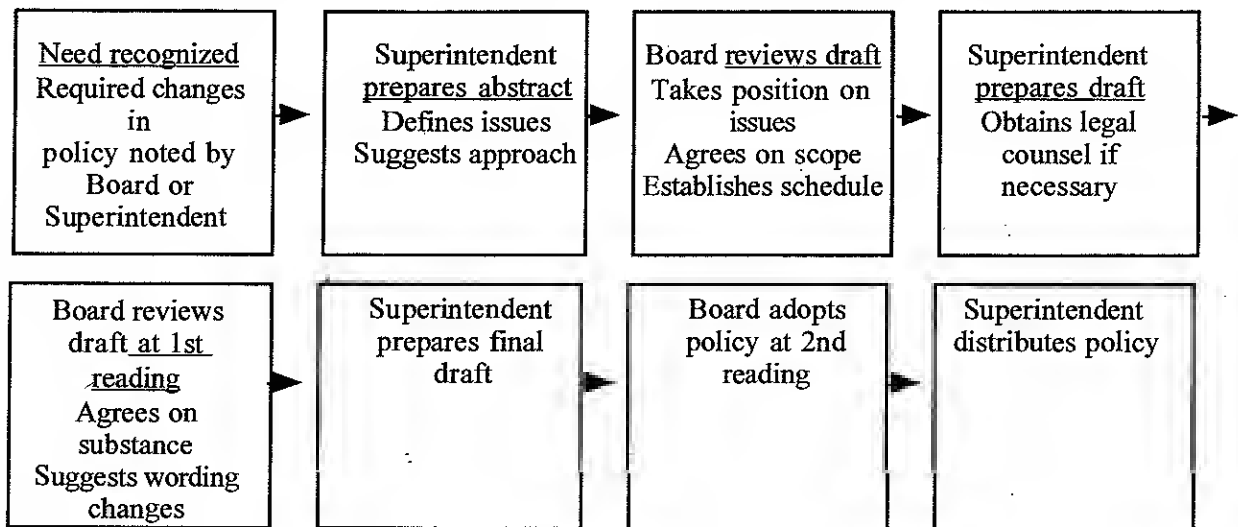 Need recognized
Required changes
in
policy noted by
Board or
Superintendent
Superintendent
prepares abstract
Defines issues
Suggests approach
Board reviews draft
Takes position on
issues
Agrees on scope
Establishes schedule
Superintendent
prepares draft
Obtains legal
counsel if
necessary
Board reviews
draft at 1st
reading
Agrees on
substance
Suggests wording
changes
Superintendent
prepares final
draft
Board adopts
policy at 2nd
reading
Superintendent
distributes policy